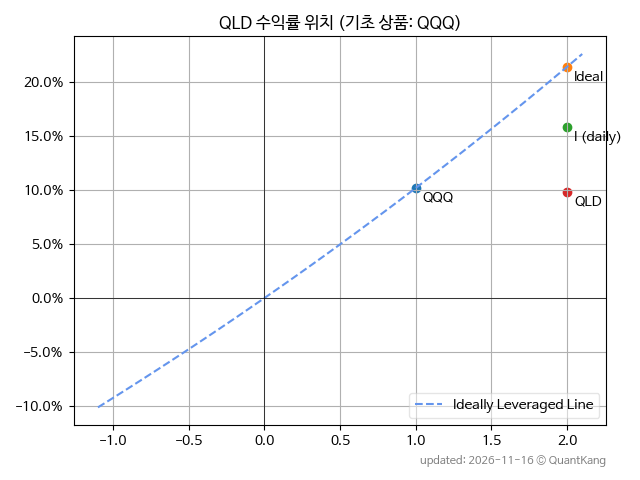 QLD 수익률 위치 (기초 상품: QQQ)
20.0%
15.0%
10.0%
5.0%
0.0%
−5.0%
−10.0%
Ideal
I (daily)
QQQ
QLD
Ideally Leveraged Line
−1.0 −0.5 0.0 0.5 1.0 1.5 2.0
updated: 2026-11-16 © QuantKang